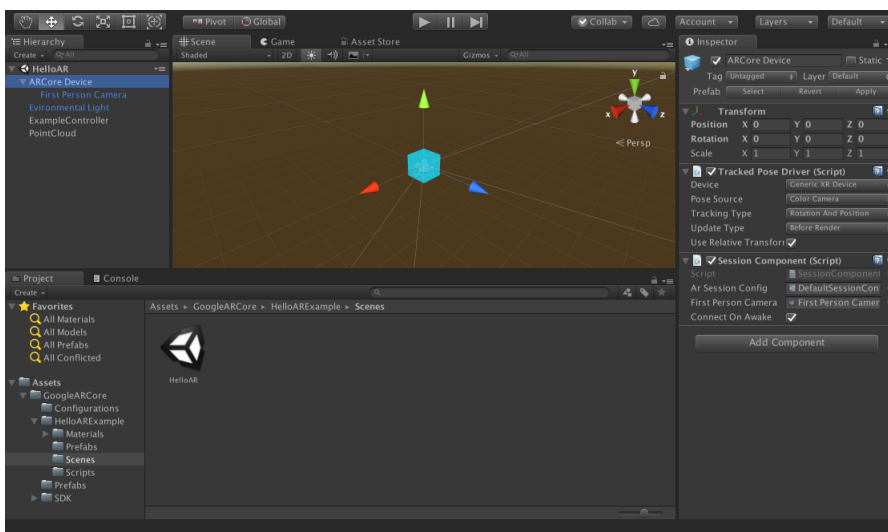 Pivot Global Collab Account Layers Default
Hierarchy
Create All
HelloAR
ARCore Device
First Person Camera
Evironmental Light
ExampleController
PointCloud
Scene Game Asset Store
Shaded 2D Gizmos All
y
x z
Persp
Inspector
ARCore Device Static
Tag Untagged Layer Default
Prefab Select Revert Apply
Transform
Position X 0 Y 0 Z 0
Rotation X 0 Y 0 Z 0
Scale X 1 Y 1 Z 1
Tracked Pose Driver (Script)
Device Generic XR Device
Pose Source Color Camera
Tracking Type Rotation And Position
Update Type Before Render
Use Relative Transform
Session Component (Script)
Script SessionComponent
Ar Session Config DefaultSessionCon
First Person Camera First Person Camer
Connect On Awake
Add Component
Project Console
Create
Favorites
All Materials
All Models
All Prefabs
All Conflicted
Assets
GoogleARCore
Configurations
HelloARExample
Materials
Prefabs
Scenes
Scripts
Prefabs
SDK
Assets GoogleARCore HelloARExample Scenes
HelloAR